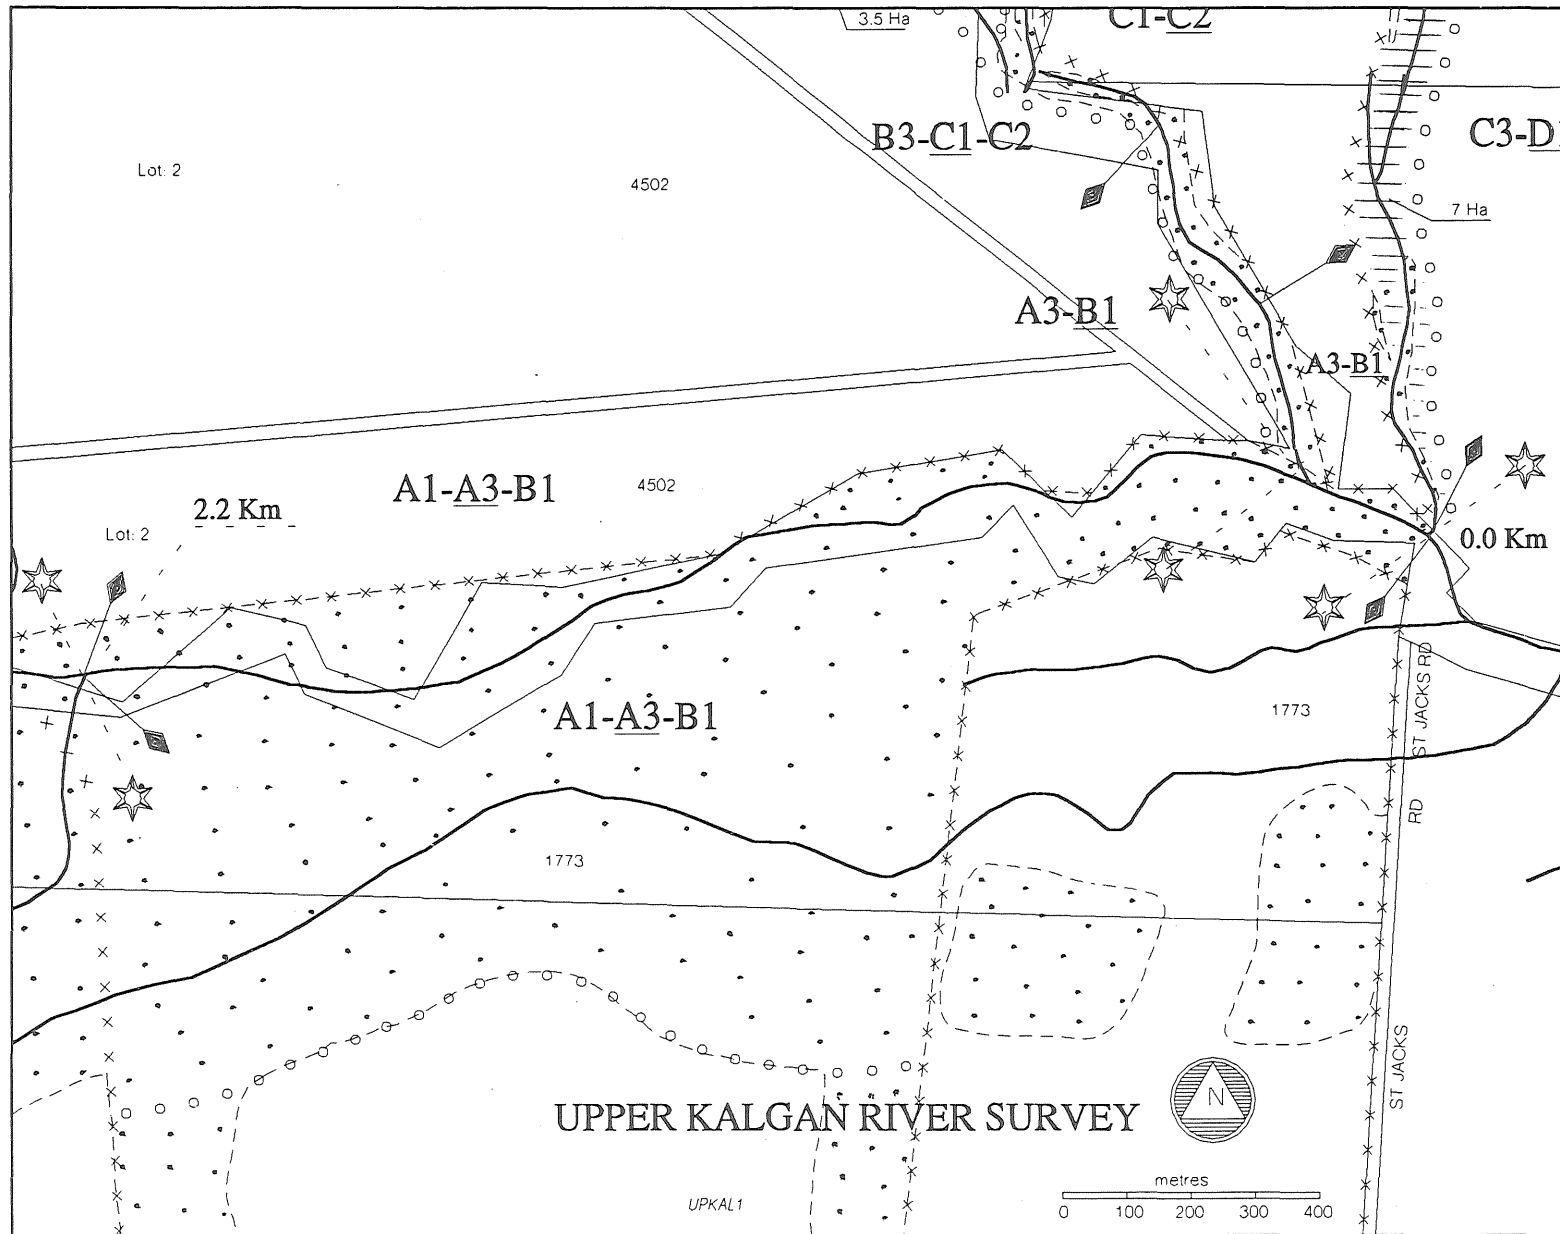 3.5 Ha
C1-C2
B3-C1-C2
C3-D1
Lot: 2
4502
7 Ha
A3-B1
A3-B1
A1-A3-B1
4502
2.2 Km
Lot: 2
0.0 Km
A1-A3-B1
1773
ST JACKS RD
RD
1773
ST JACKS
UPPER KALGAN RIVER SURVEY
N
UPKAL1
metres
0 100 200 300 400